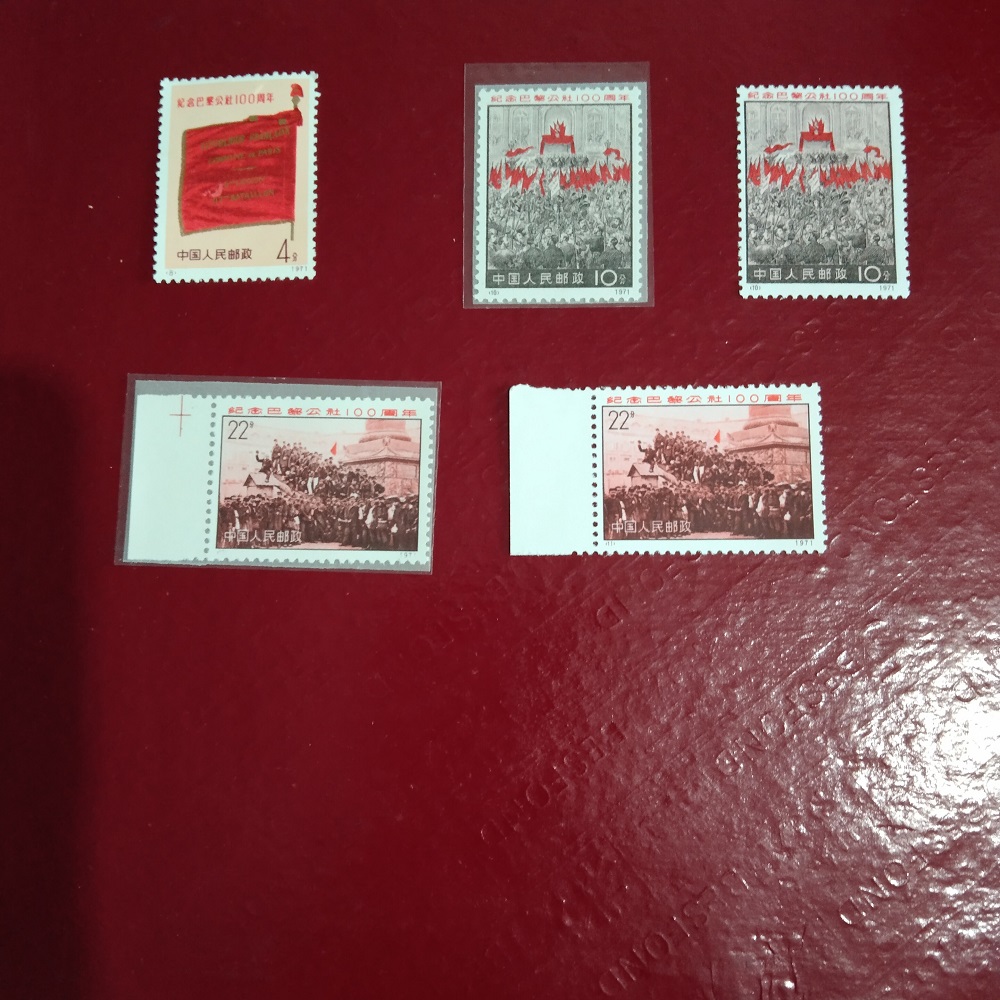 紀念巴黎公社100周年
中国人民邮政
4分
(9)
1971
紀念巴黎公社100周年
中国人民邮政 10分
(10) 1971
紀念巴黎公社100周年
中国人民邮政 10分
(10) 1971
紀念巴黎公社100周年
22分
中国人民邮政
1971
紀念巴黎公社100周年
22分
中国人民邮政
(11) 1971